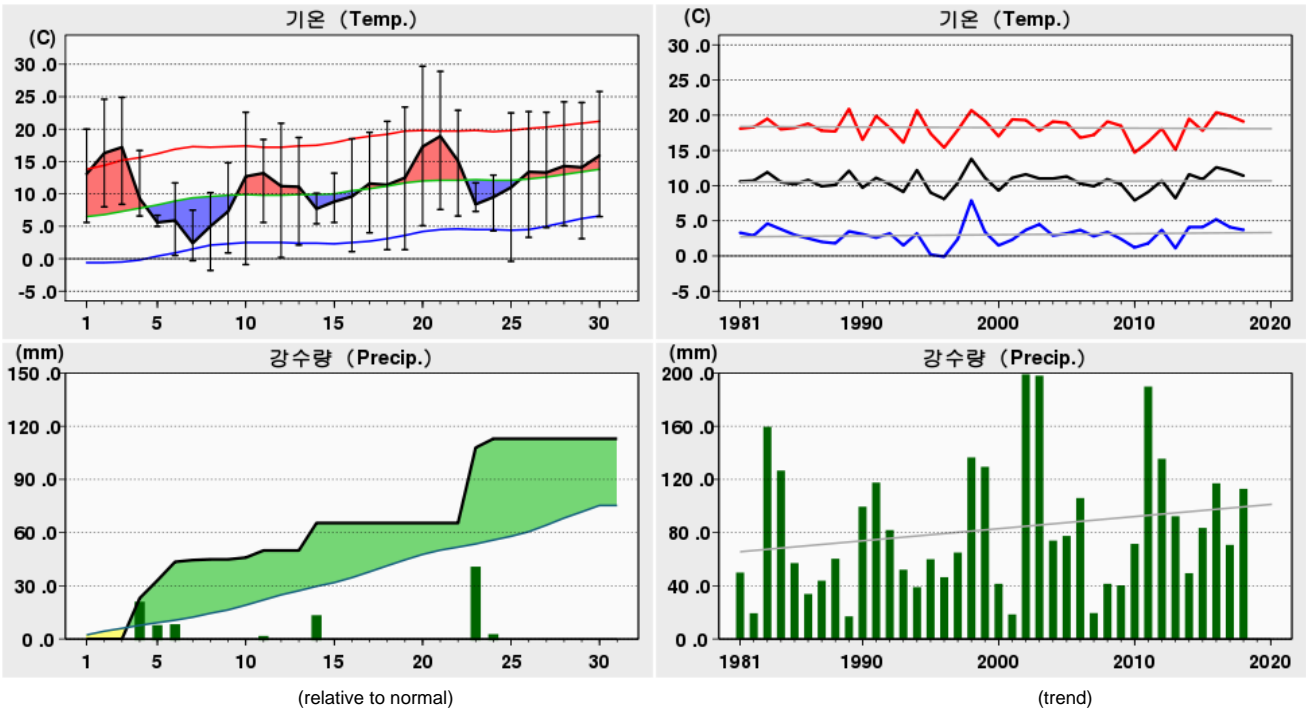 기온 (Temp.)
(C)
30 .0
25 .0
20 .0
15 .0
10 .0
5 .0
0 .0
-5 .0
1 5 10 15 20 25 30
기온 (Temp.)
(C)
30 .0
25 .0
20 .0
15 .0
10 .0
5 .0
0 .0
-5 .0
1981 1990 2000 2010 2020
강수량 (Precip.)
(mm)
150 .0
120 .0
90 .0
60 .0
30 .0
0 .0
1 5 10 15 20 25 30
(relative to normal)
강수량 (Precip.)
(mm)
200 .0
160 .0
120 .0
80 .0
40 .0
0 .0
1981 1990 2000 2010 2020
(trend)